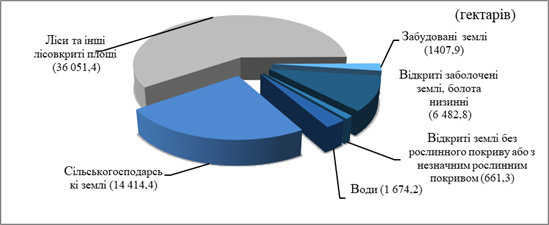 (гектарів)
Ліси та інші
лісовкриті площі
(36 051,4)
Забудовані землі
(1407,9)
Відкриті заболочені
землі, болота
низинні
(6 482,8)
Відкриті землі без
рослинного покриву або з
незначним рослинним
покривом (661,3)
Води (1 674,2)
Сільськогосподарсь
кі землі (14 414,4)